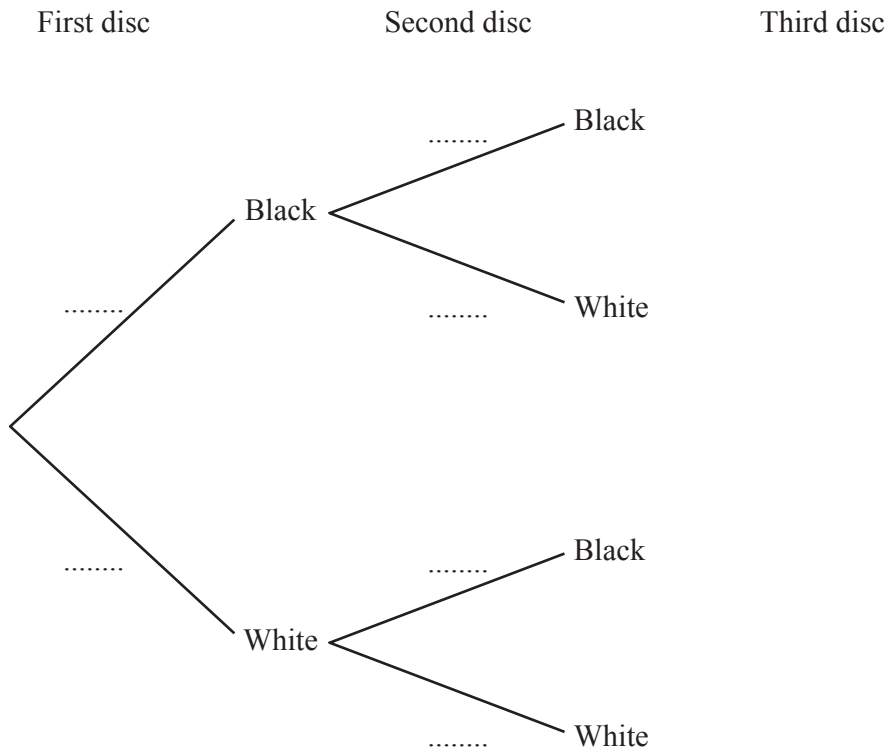 First disc Second disc Third disc
........ Black
Black
........
........ White
........ Black
........
White
........ White